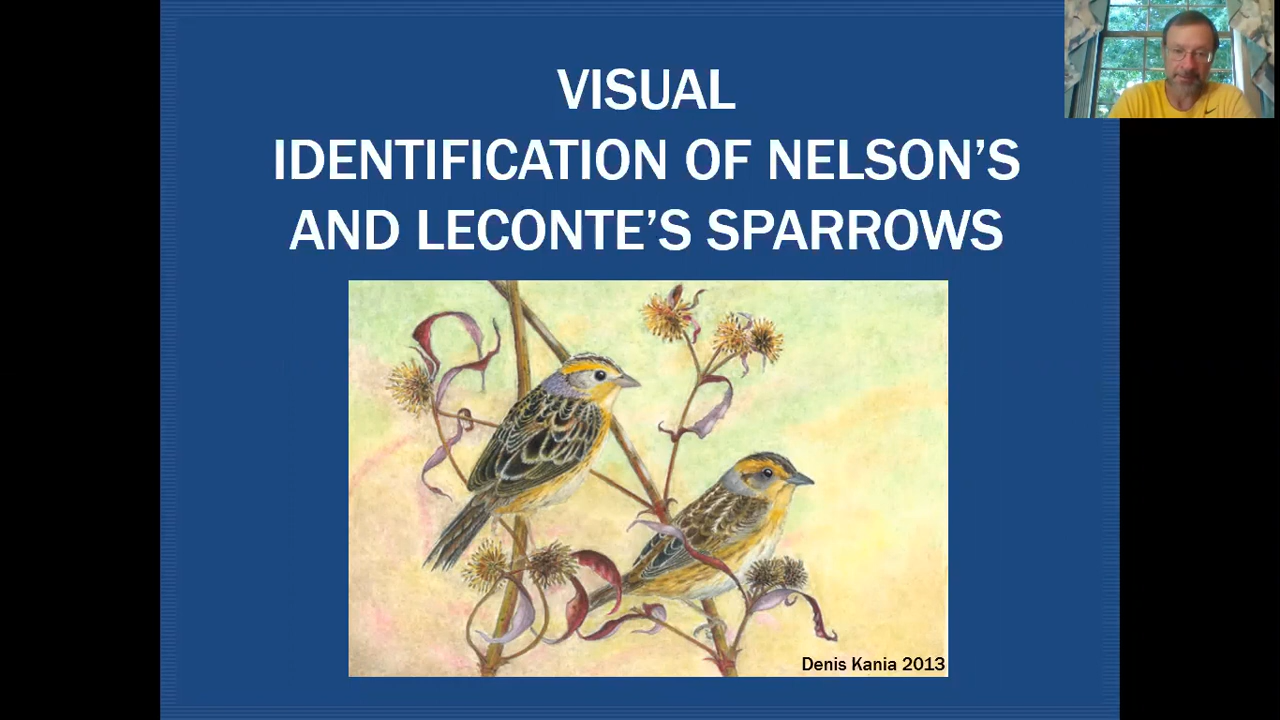 VISUAL
IDENTIFICATION OF NELSON'S
AND LECONTE'S SPARROWS
Denis Kania 2013